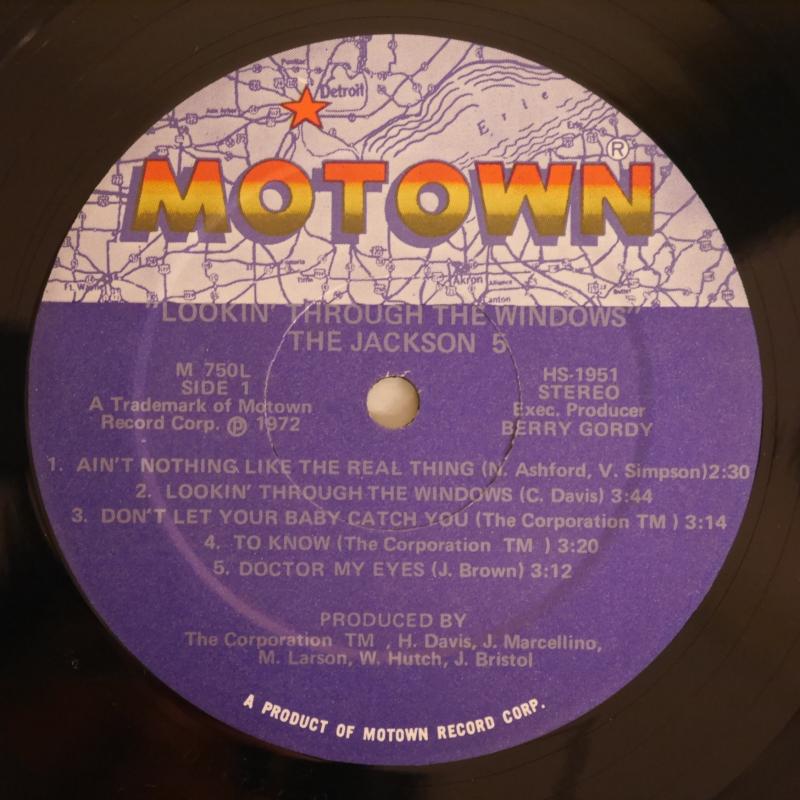 Detroit
Erie
Erie
MOTOWN®
Akron
Canton
"LOOKIN' THROUGH THE WINDOWS"
THE JACKSON 5
M 750L
SIDE 1
A Trademark of Motown
Record Corp. ℗ 1972
HS-1951
STEREO
Exec. Producer
BERRY GORDY
1. AIN'T NOTHING LIKE THE REAL THING (N. Ashford, V. Simpson)2:30
2. LOOKIN' THROUGH THE WINDOWS (C. Davis) 3:44
3. DON'T LET YOUR BABY CATCH YOU (The Corporation TM ) 3:14
4. TO KNOW (The Corporation TM ) 3:20
5. DOCTOR MY EYES (J. Brown) 3:12
PRODUCED BY
The Corporation TM , H. Davis, J. Marcellino,
M. Larson, W. Hutch, J. Bristol
A PRODUCT OF MOTOWN RECORD CORP.